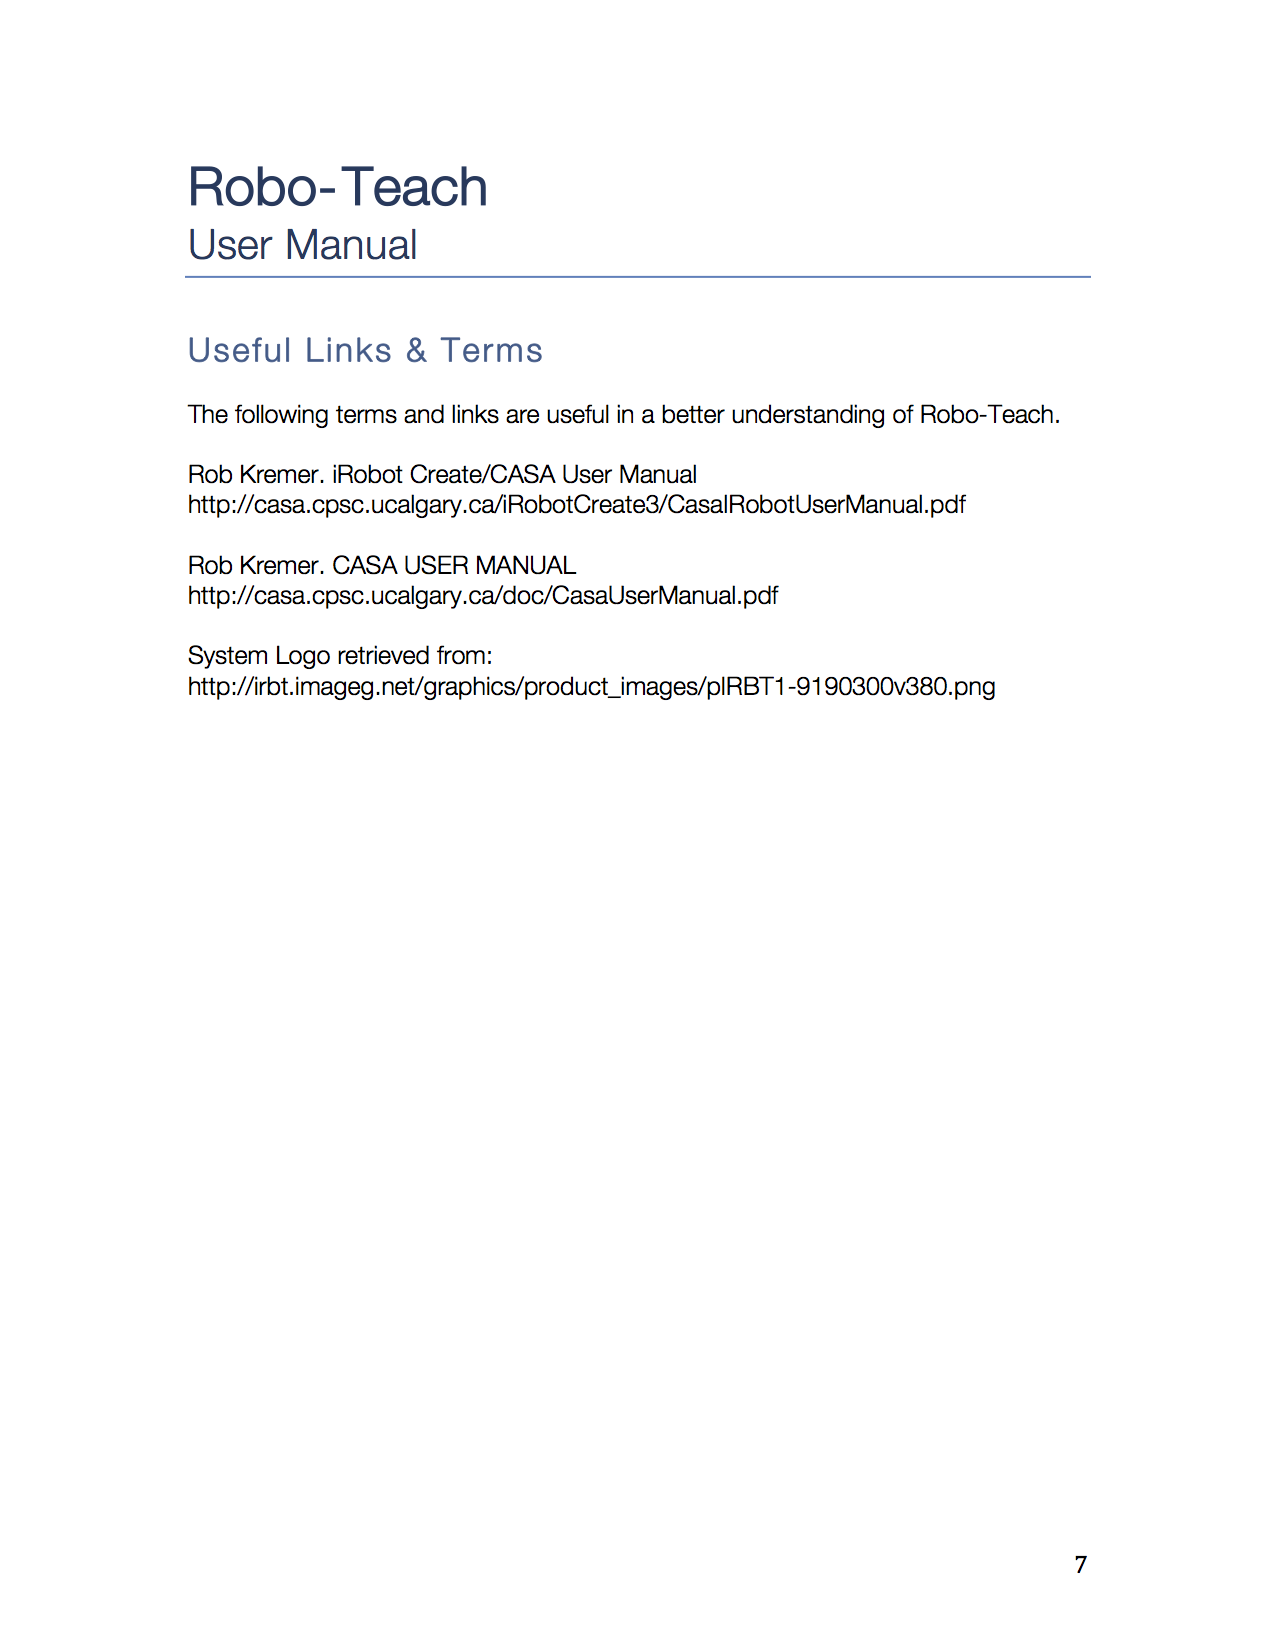 Robo-Teach
User Manual
Useful Links & Terms
The following terms and links are useful in a better understanding of Robo-Teach.
Rob Kremer. iRobot Create/CASA User Manual
http://casa.cpsc.ucalgary.ca/iRobotCreate3/CasaIRobotUserManual.pdf
Rob Kremer. CASA USER MANUAL
http://casa.cpsc.ucalgary.ca/doc/CasaUserManual.pdf
System Logo retrieved from:
http://irbt.imageg.net/graphics/product_images/pIRBT1-9190300v380.png
7